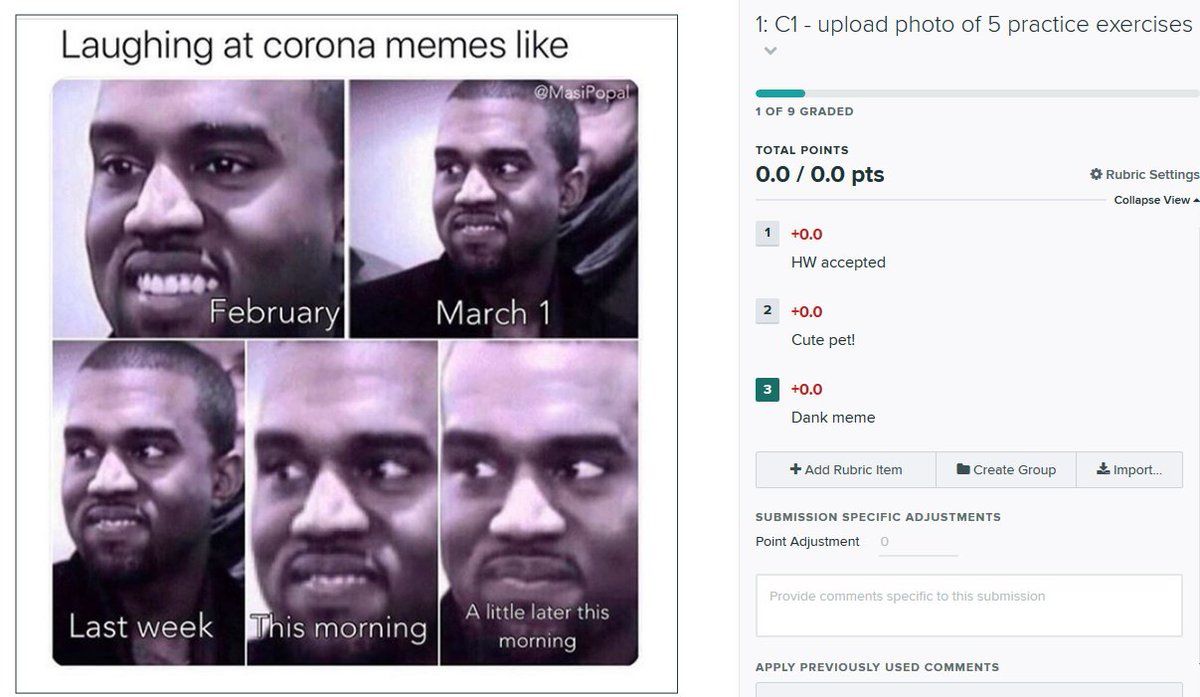 Laughing at corona memes like
@MasiPopal
February
March 1
Last week
This morning
A little later this
morning
1: C1 - upload photo of 5 practice exercises
1 OF 9 GRADED
TOTAL POINTS
0.0 / 0.0 pts
Rubric Settings
Collapse View
1
+0.0
HW accepted
2
+0.0
Cute pet!
3
+0.0
Dank meme
Add Rubric Item
Create Group
Import...
SUBMISSION SPECIFIC ADJUSTMENTS
Point Adjustment
0
Provide comments specific to this submission
APPLY PREVIOUSLY USED COMMENTS